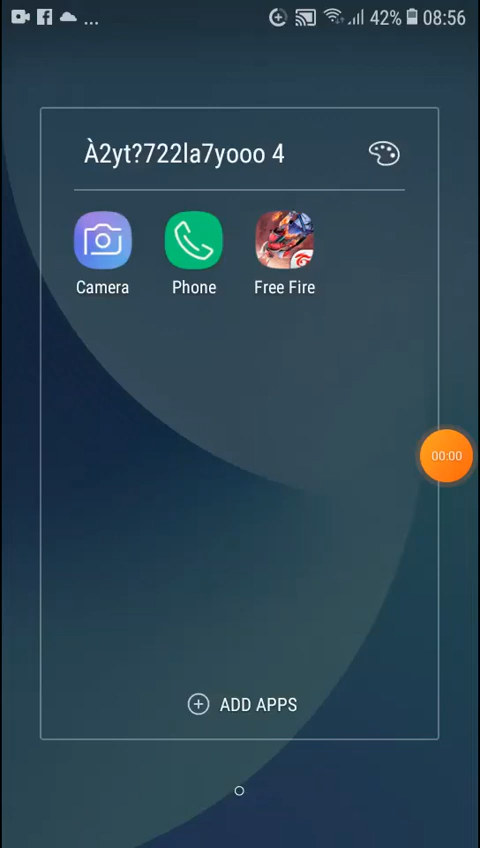 ... 42% 08:56
À2yt?722la7yooo 4
Camera Phone Free Fire
00:00
ADD APPS